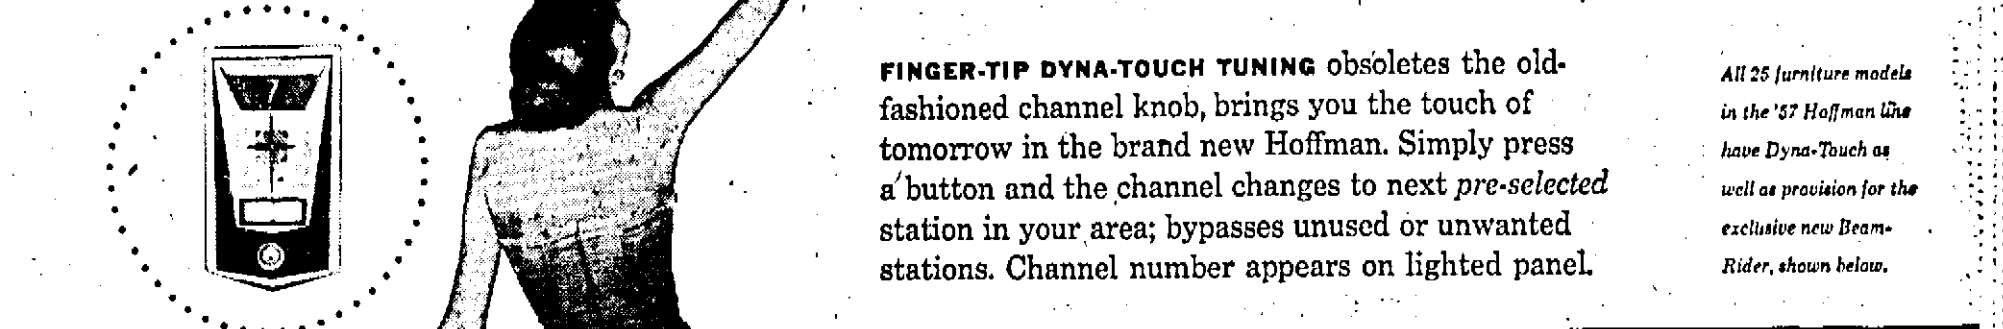 7
FINGER-TIP DYNA-TOUCH TUNING obsoletes the old-
fashioned channel knob, brings you the touch of
tomorrow in the brand new Hoffman. Simply press
a button and the channel changes to next pre-selected
station in your area; bypasses unused or unwanted
stations. Channel number appears on lighted panel.
All 25 furniture models
in the '57 Hoffman line
have Dyna-Touch as
well as provision for the
exclusive new Beam-
Rider, shown below.